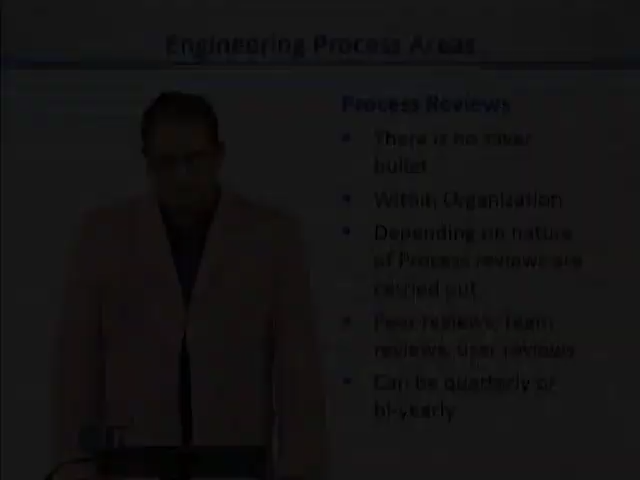 Engineering Process Areas
Process Reviews
• There is no silver
bullet
• Within Organization
• Depending on nature
of Process reviews are
carried out
• Peer reviews, team
reviews, user reviews
• Can be quarterly or
bi-yearly